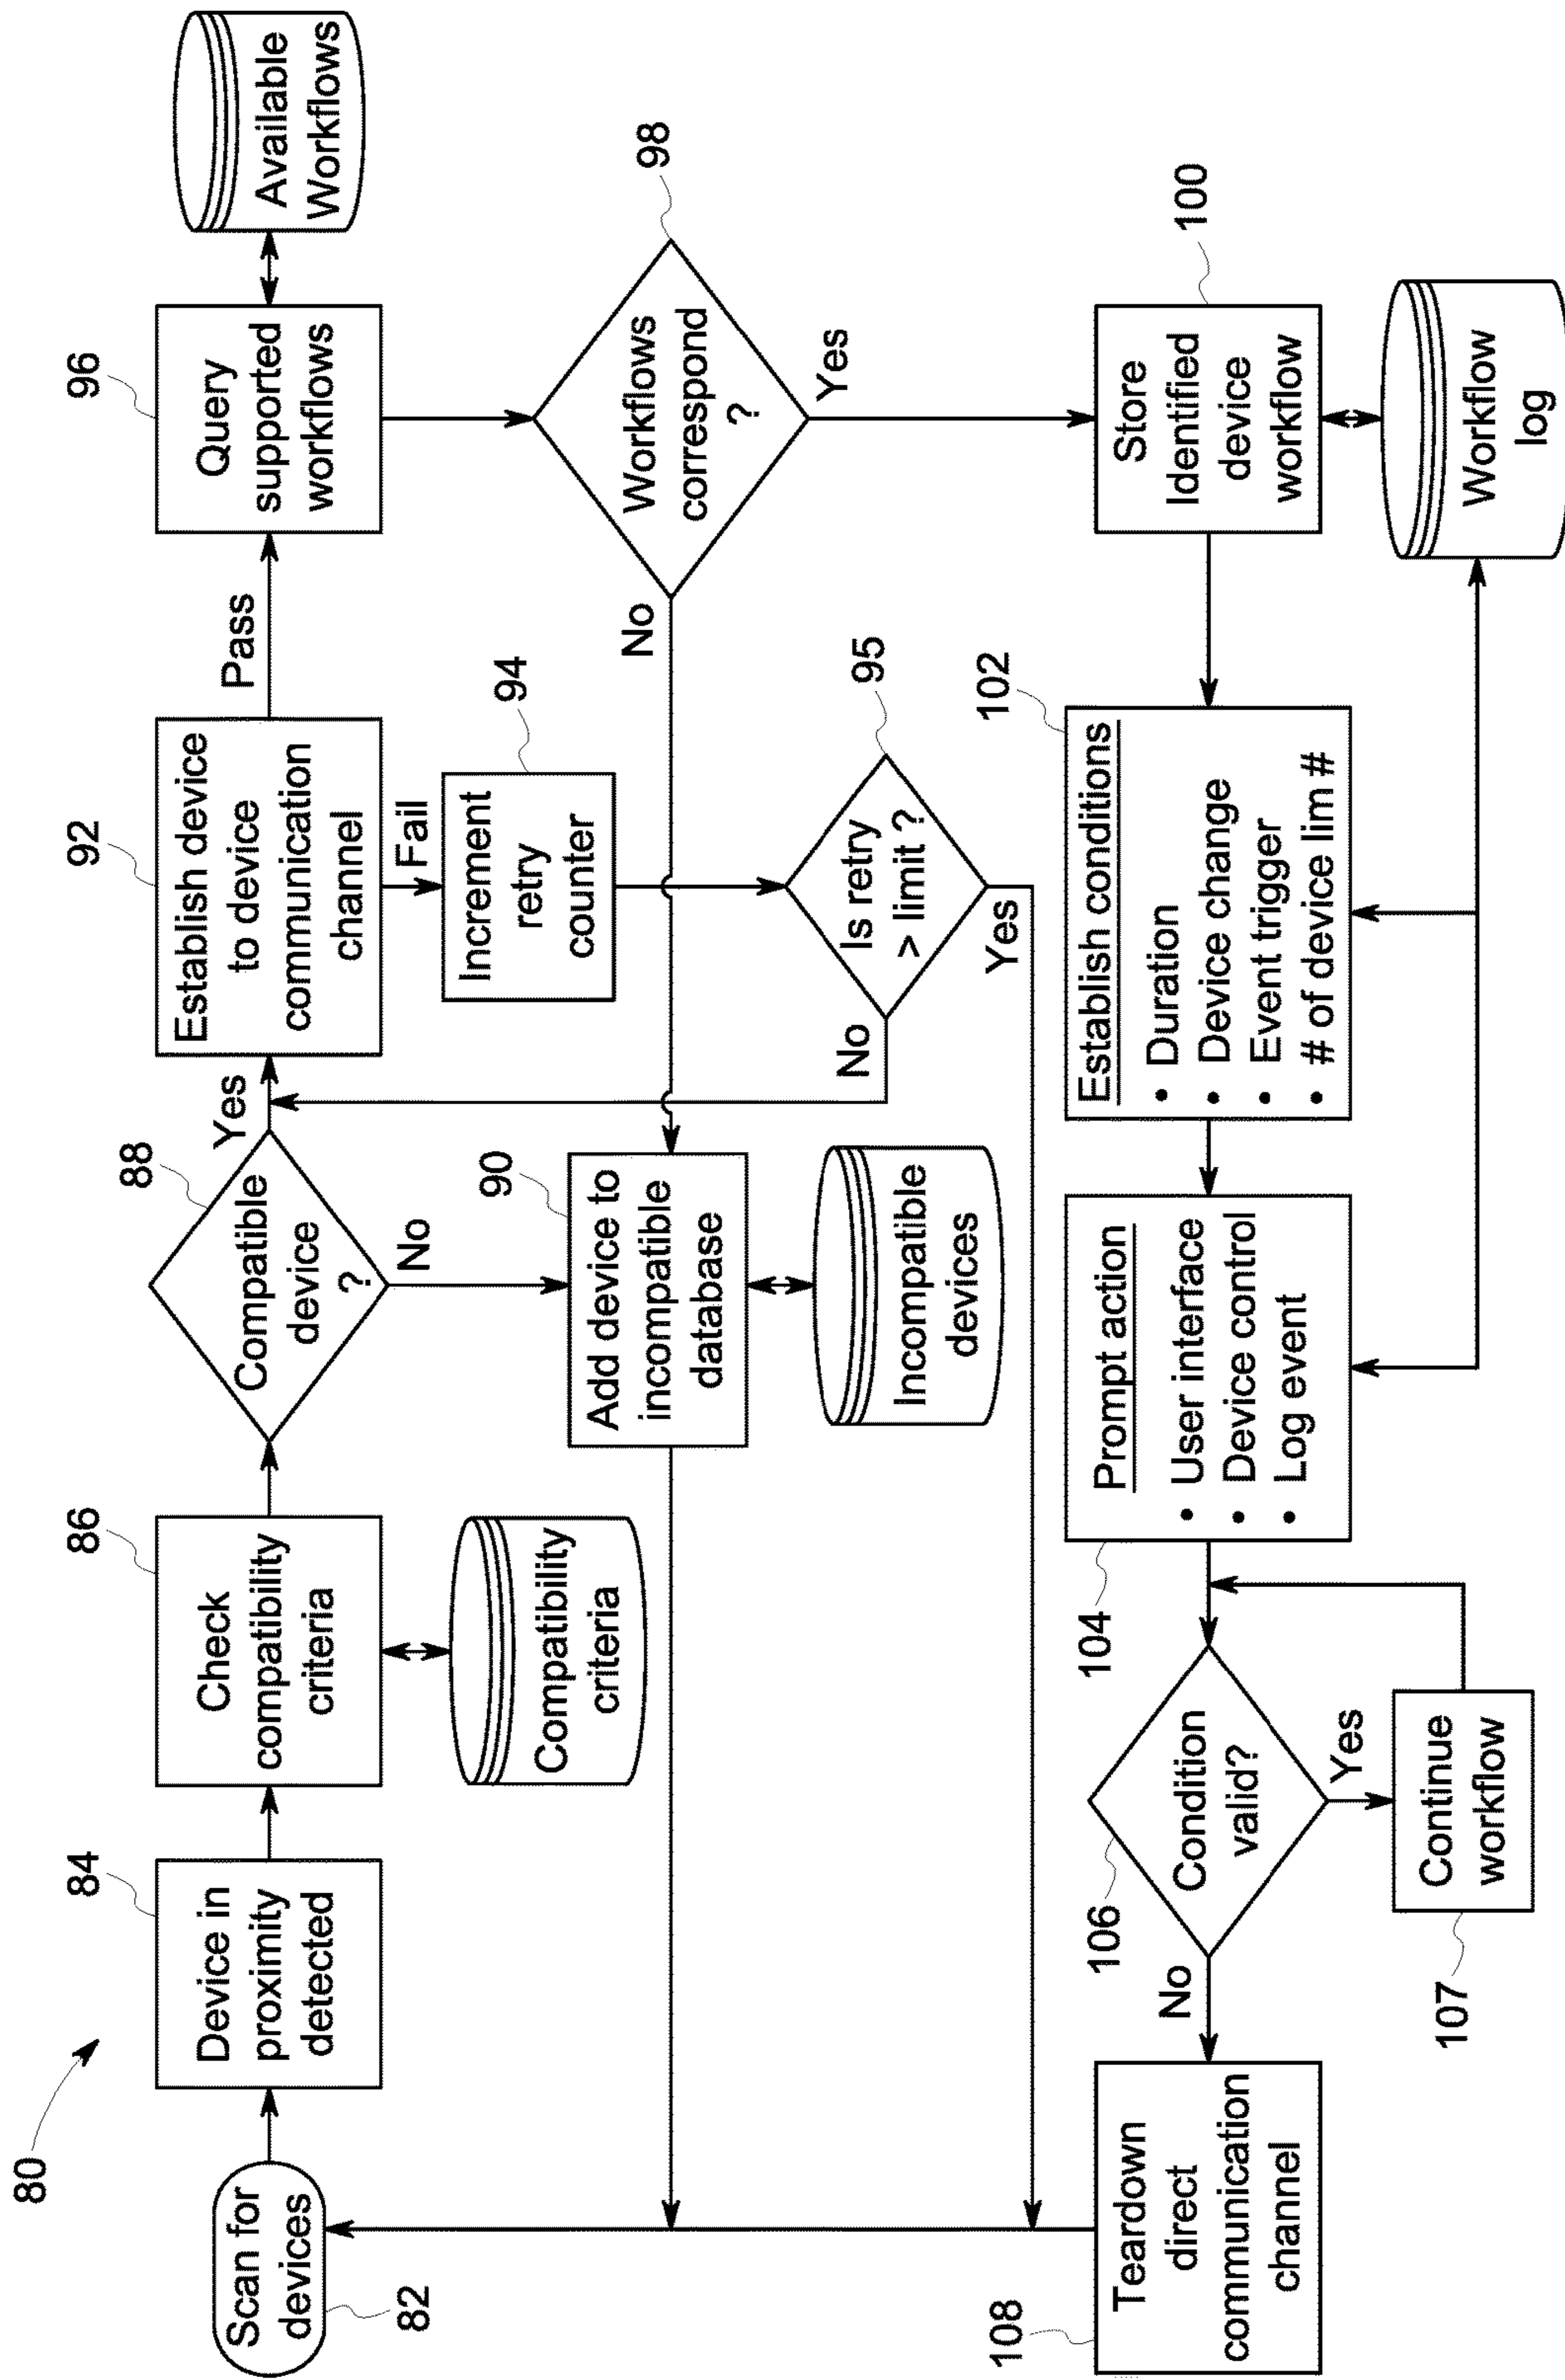 80
Scan for
devices
82
84
Device in
proximity
detected
86
Check
compatibility
criteria
Compatibility
criteria
88
Compatible
device
?
Yes
No
90
Add device to
incompatible
database
Incompatible
devices
92
Establish device
to device
communication
channel
Pass
Fail
94
Increment
retry
counter
95
Is retry
> limit ?
No
Yes
96
Query
supported
workflows
Available
Workflows
98
Workflows
correspond
?
No
Yes
100
Store
Identified
device
workflow
Workflow
log
102
Establish conditions
• Duration
• Device change
• Event trigger
• # of device lim #
104
Prompt action
• User interface
• Device control
• Log event
106
Condition
valid?
Yes
No
107
Continue
workflow
108
Teardown
direct
communication
channel